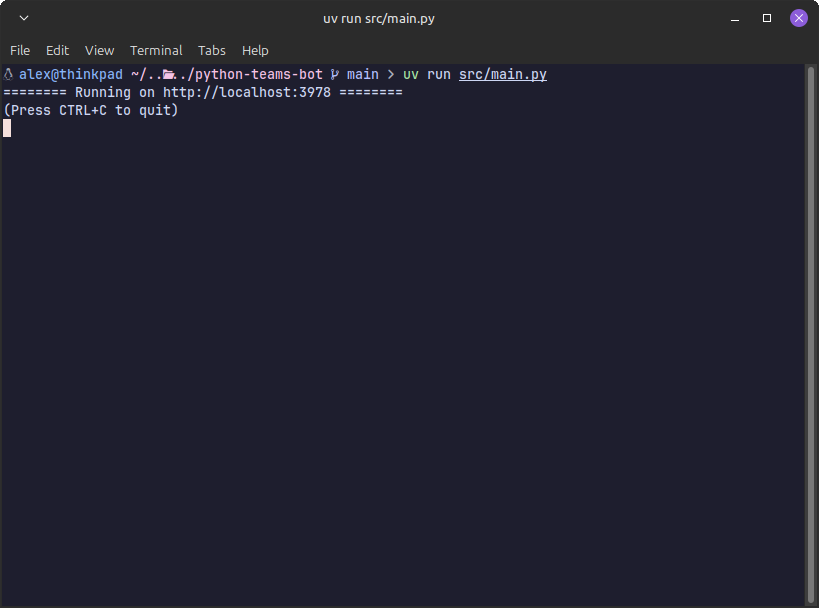 uv run src/main.py
File Edit View Terminal Tabs Help
alex@thinkpad ~/.../python-teams-bot main > uv run src/main.py
======== Running on http://localhost:3978 ========
(Press CTRL+C to quit)